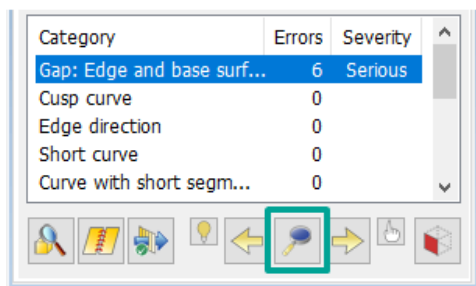 Category Errors Severity
Gap: Edge and base surf... 6 Serious
Cusp curve 0
Edge direction 0
Short curve 0
Curve with short segm... 0